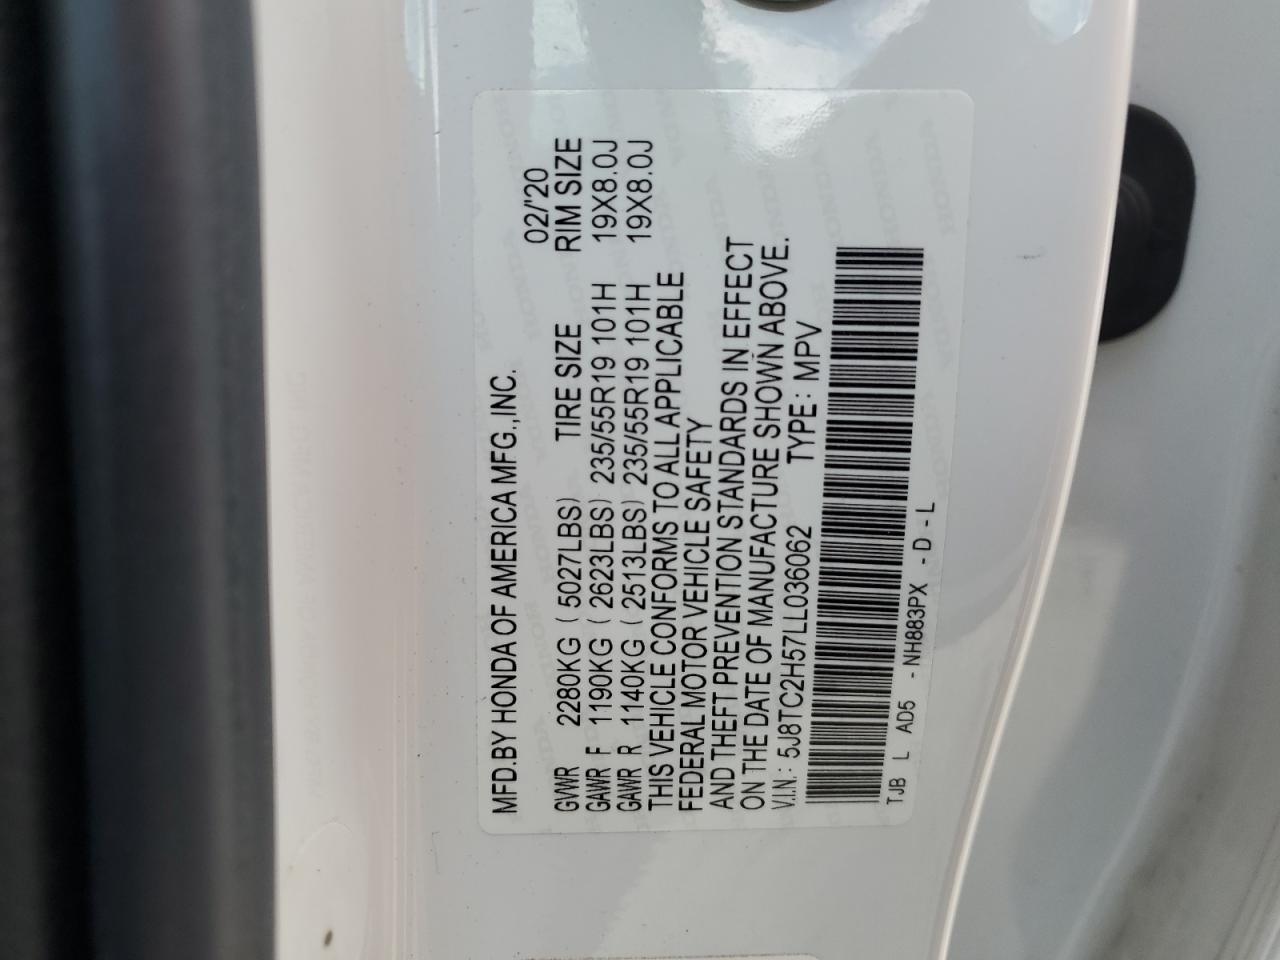 MFD.BY HONDA OF AMERICA MFG.,INC. 02/'20
GVWR 2280KG (5027LBS) TIRE SIZE RIM SIZE
GAWR F 1190KG (2623LBS) 235/55R19 101H 19X8.0J
GAWR R 1140KG (2513LBS) 235/55R19 101H 19X8.0J
THIS VEHICLE CONFORMS TO ALL APPLICABLE
FEDERAL MOTOR VEHICLE SAFETY
AND THEFT PREVENTION STANDARDS IN EFFECT
ON THE DATE OF MANUFACTURE SHOWN ABOVE.
V.I.N.: 5J8TC2H57LL036062 TYPE: MPV
TJB L AD5 -NH883PX -D-L